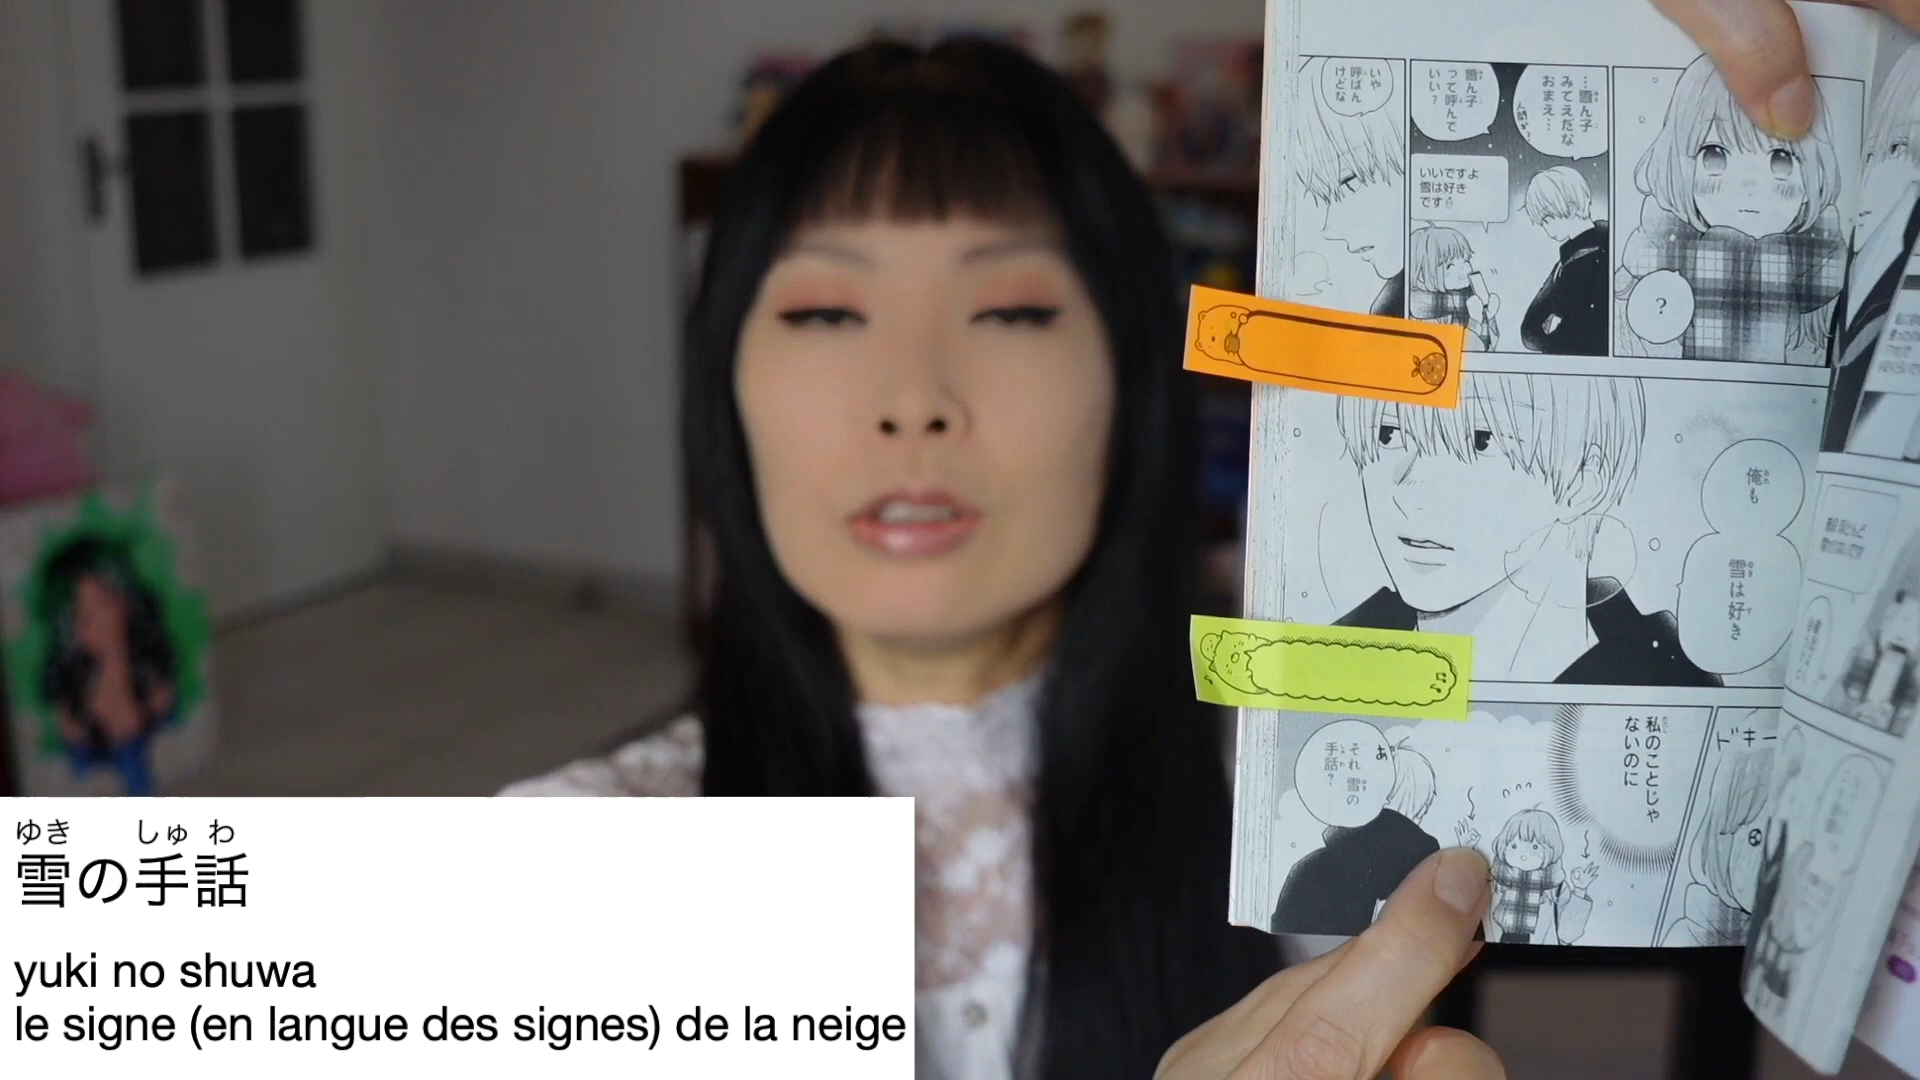 …雪ん子
みてえだな
おまえ…
人間か?
雪ん子
って呼んで
いい?
いや
呼ばん
けどな
いいですよ
雪は好き
です
?
俺も
雪は好き
私のことじゃ
ないのに
ドキー
あ
それ 雪の
手話?
ゆき しゅ わ
雪の手話
yuki no shuwa
le signe (en langue des signes) de la neige